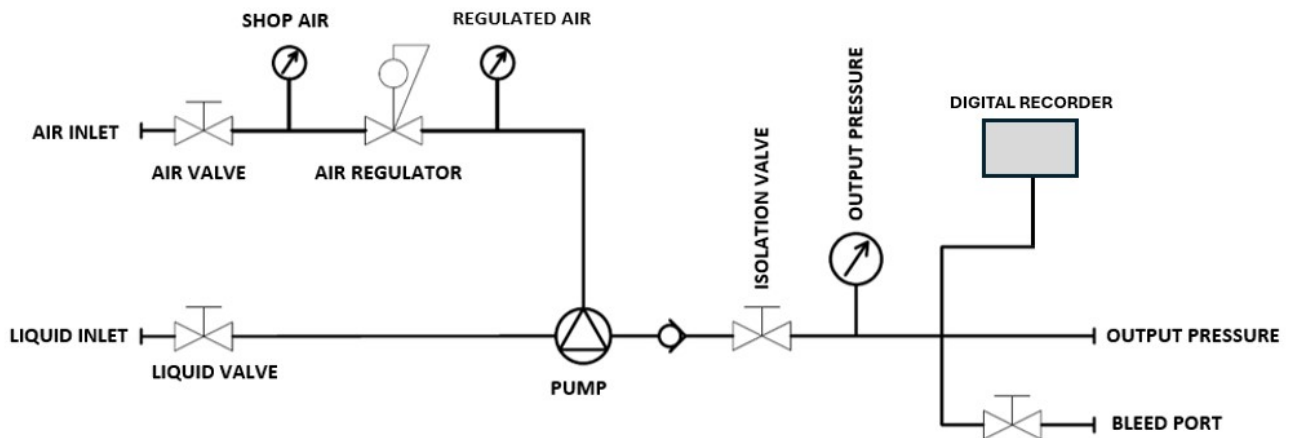 SHOP AIR
REGULATED AIR
AIR INLET
AIR VALVE
AIR REGULATOR
ISOLATION VALVE
OUTPUT PRESSURE
DIGITAL RECORDER
LIQUID INLET
LIQUID VALVE
PUMP
OUTPUT PRESSURE
BLEED PORT